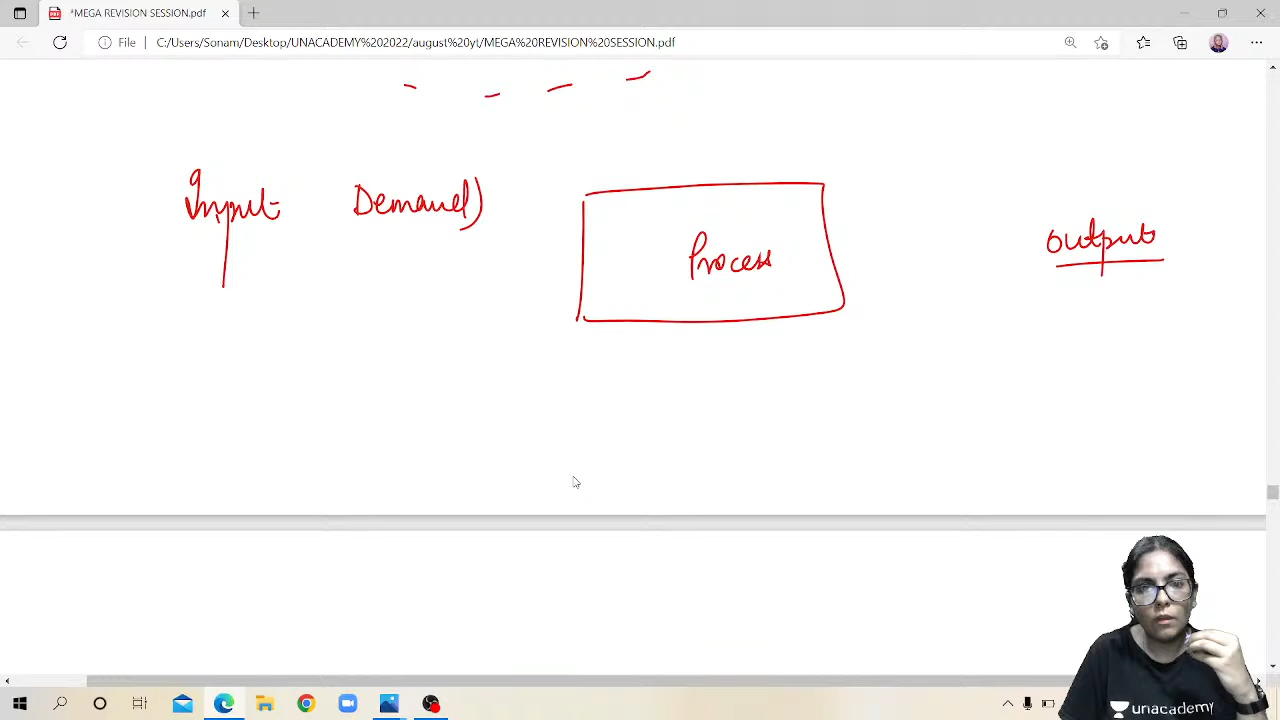 *MEGA REVISION SESSION.pdf
File C:/Users/Sonam/Desktop/UNACADEMY%202022/august%20yt/MEGA%20REVISION%20SESSION.pdf
Input Demand)
Process
Output
unacademy